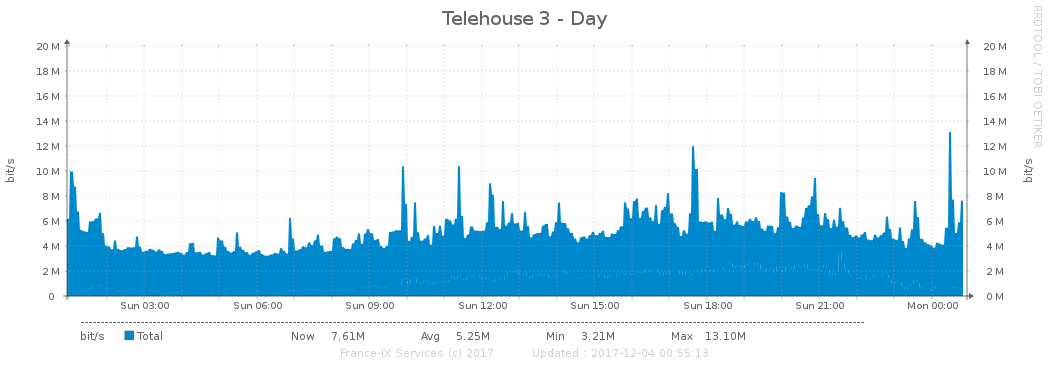 Telehouse 3 - Day
RRDTOOL / TOBI OETIKER
bit/s
bit/s
20 M 20 M
18 M 18 M
16 M 16 M
14 M 14 M
12 M 12 M
10 M 10 M
8 M 8 M
6 M 6 M
4 M 4 M
2 M 2 M
0 0 M
Sun 03:00 Sun 06:00 Sun 09:00 Sun 12:00 Sun 15:00 Sun 18:00 Sun 21:00 Mon 00:00
bit/s Total Now 7.61M Avg 5.25M Min 3.21M Max 13.10M
France-IX Services (c) 2017 Updated : 2017-12-04 00:55:13